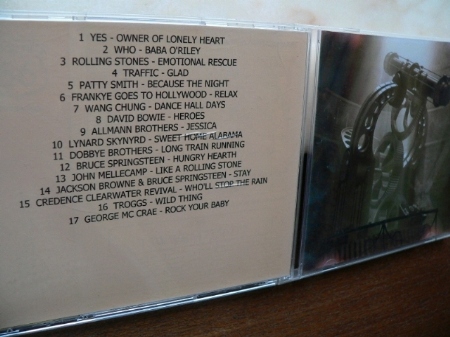 1 YES - OWNER OF LONELY HEART
2 WHO - BABA O'RILEY
3 ROLLING STONES - EMOTIONAL RESCUE
4 TRAFFIC - GLAD
5 PATTY SMITH - BECAUSE THE NIGHT
6 FRANKYE GOES TO HOLLYWOOD - RELAX
7 WANG CHUNG - DANCE HALL DAYS
8 DAVID BOWIE - HEROES
9 ALLMANN BROTHERS - JESSICA
10 LYNARD SKYNYRD - SWEET HOME ALABAMA
11 DOBBYE BROTHERS - LONG TRAIN RUNNING
12 BRUCE SPRINGSTEEN - HUNGRY HEARTH
13 JOHN MELLECAMP - LIKE A ROLLING STONE
14 JACKSON BROWNE & BRUCE SPRINGSTEEN - STAY
15 CREDENCE CLEARWATER REVIVAL - WHO'LL STOP THE RAIN
16 TROGGS - WILD THING
17 GEORGE MC CRAE - ROCK YOUR BABY